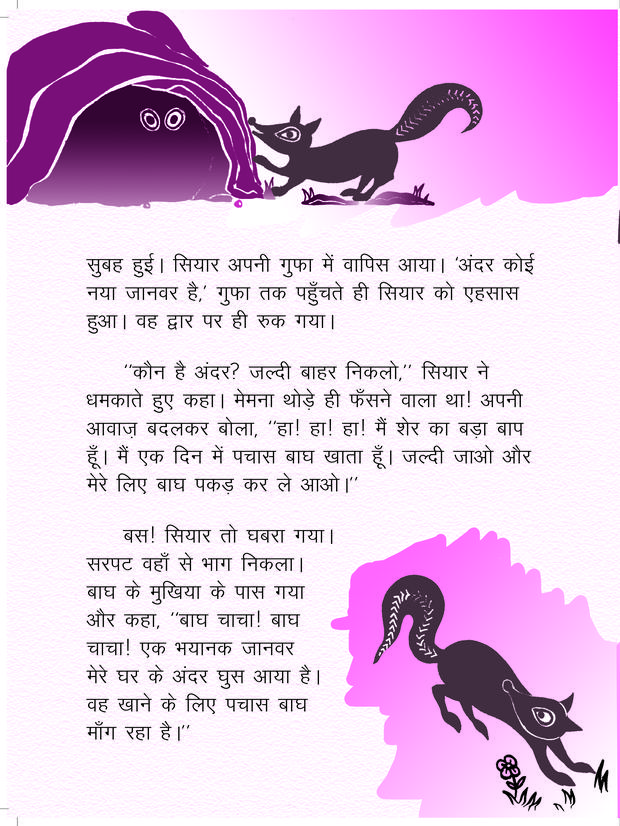 सुबह हुई। सियार अपनी गुफा में वापिस आया। ‘अंदर कोई
नया जानवर है,’ गुफा तक पहुँचते ही सियार को एहसास
हुआ। वह द्वार पर ही रुक गया।
‘‘कौन है अंदर? जल्दी बाहर निकलो,’’ सियार ने
धमकाते हुए कहा। मेमना थोड़े ही फँसने वाला था! अपनी
आवाज़ बदलकर बोला, ‘‘हा! हा! हा! मैं शेर का बड़ा बाप
हूँ। मैं एक दिन में पचास बाघ खाता हूँ। जल्दी जाओ और
मेरे लिए बाघ पकड़ कर ले आओ।’’
बस! सियार तो घबरा गया।
सरपट वहाँ से भाग निकला।
बाघ के मुखिया के पास गया
और कहा, ‘‘बाघ चाचा! बाघ
चाचा! एक भयानक जानवर
मेरे घर के अंदर घुस आया है।
वह खाने के लिए पचास बाघ
माँग रहा है।’’